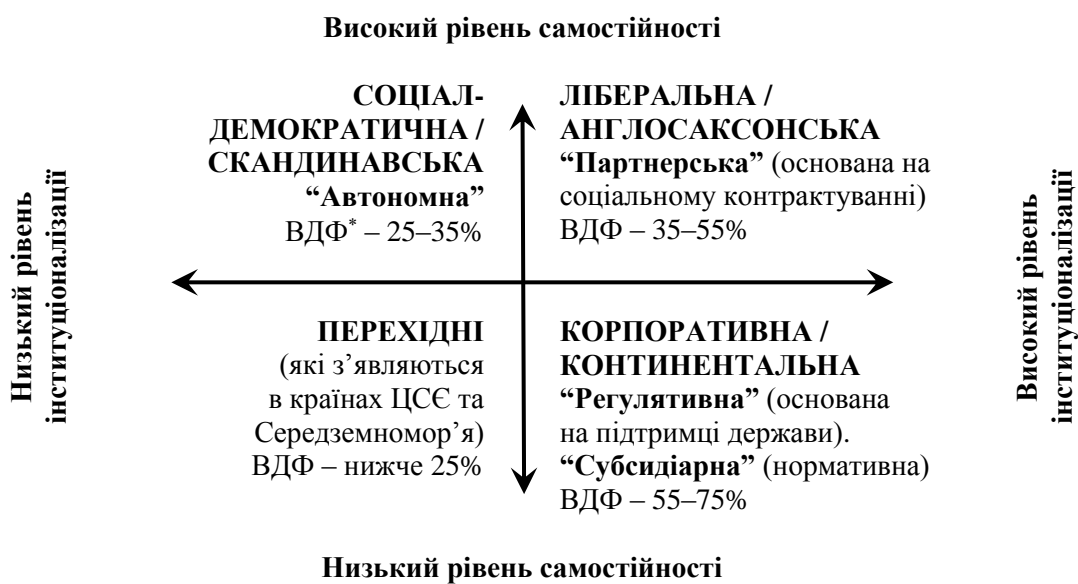 Високий рівень самостійності
Низький рівень
інституціоналізації
СОЦІАЛ-
ДЕМОКРАТИЧНА /
СКАНДИНАВСЬКА
“Автономна”
ВДФ* – 25–35%
ЛІБЕРАЛЬНА /
АНГЛОСАКСОНСЬКА
“Партнерська” (основана на
соціальному контрактуванні)
ВДФ – 35–55%
ПЕРЕХІДНІ
(які з’являються
в країнах ЦСЄ та
Середземномор’я)
ВДФ – нижче 25%
КОРПОРАТИВНА /
КОНТИНЕНТАЛЬНА
“Регулятивна” (основана
на підтримці держави).
“Субсидіарна” (нормативна)
ВДФ – 55–75%
Високий рівень
інституціоналізації
Низький рівень самостійності